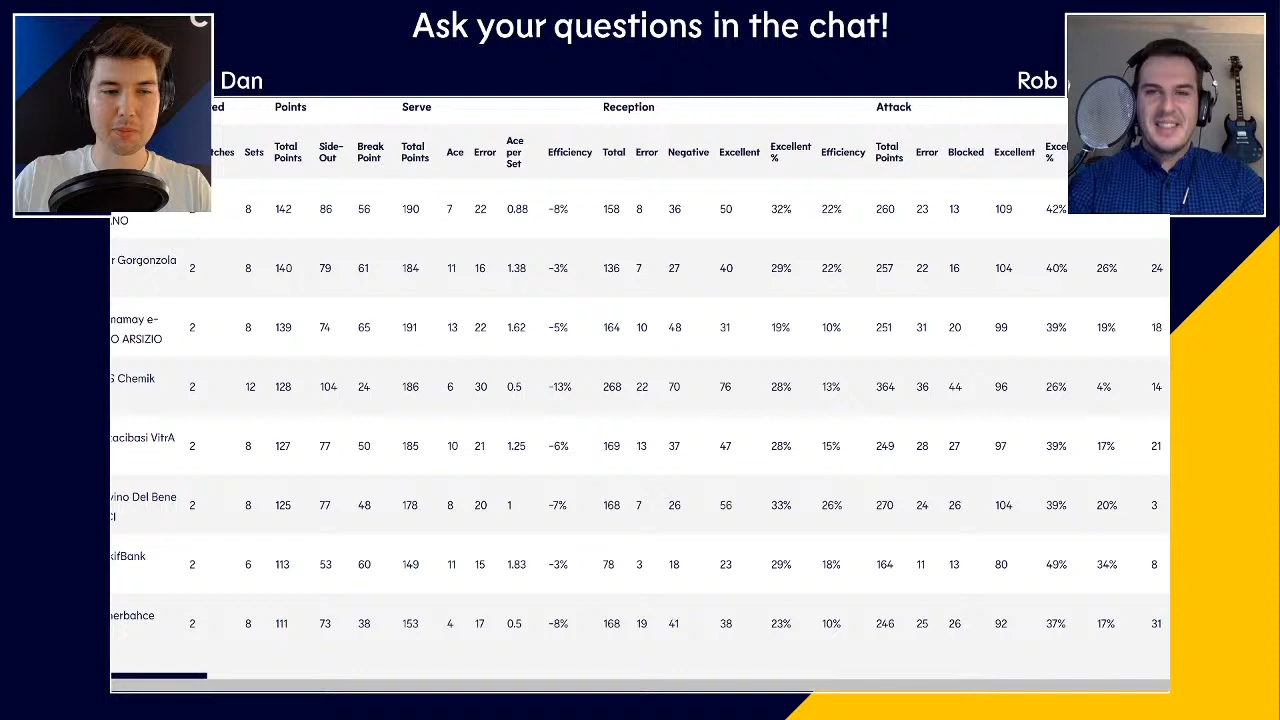 Ask your questions in the chat!
C
Dan
Rob
Points Serve Reception Attack
Sets Total Points Side-Out Break Point Total Points Ace Error Ace per Set Efficiency Total Error Negative Excellent Excellent % Efficiency Total Points Error Blocked Excellent
8 142 86 56 190 7 22 0.88 -8% 158 8 36 50 32% 22% 260 23 13 109 42%
Gorgonzola 2 8 140 79 61 184 11 16 1.38 -3% 136 7 27 40 29% 22% 257 22 16 104 40% 26% 24
e- 2 8 139 74 65 191 13 22 1.62 -5% 164 10 48 31 19% 10% 251 31 20 99 39% 19% 18
ARSIZIO
Chemik 2 12 128 104 24 186 6 30 0.5 -13% 268 22 70 76 28% 13% 364 36 44 96 26% 4% 14
VitrA 2 8 127 77 50 185 10 21 1.25 -6% 169 13 37 47 28% 15% 249 28 27 97 39% 17% 21
Del Bene 2 8 125 77 48 178 8 20 1 -7% 168 7 26 56 33% 26% 270 24 26 104 39% 20% 3
2 6 113 53 60 149 11 15 1.83 -3% 78 3 18 23 29% 18% 164 11 13 80 49% 34% 8
2 8 111 73 38 153 4 17 0.5 -8% 168 19 41 38 23% 10% 246 25 26 92 37% 17% 31